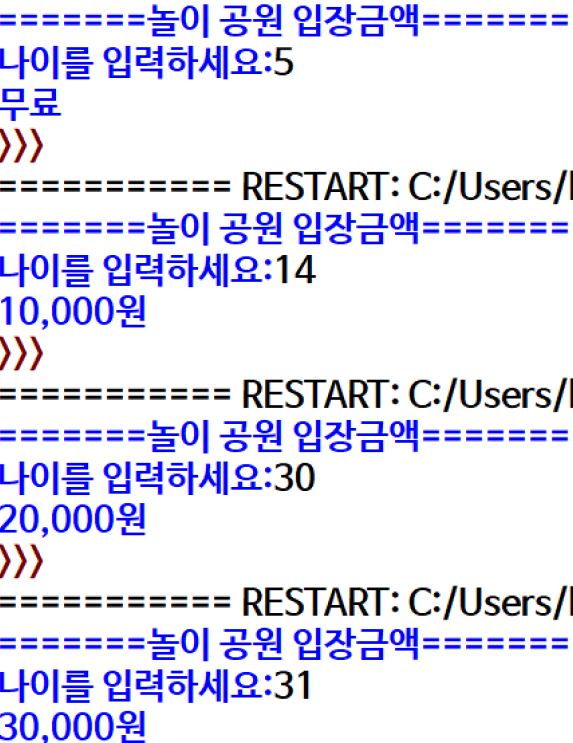 =======놀이 공원 입장금액=======
나이를 입력하세요:5
무료
>>>
=========== RESTART: C:/Users/
=======놀이 공원 입장금액=======
나이를 입력하세요:14
10,000원
>>>
=========== RESTART: C:/Users/
=======놀이 공원 입장금액=======
나이를 입력하세요:30
20,000원
>>>
=========== RESTART: C:/Users/
=======놀이 공원 입장금액=======
나이를 입력하세요:31
30,000원